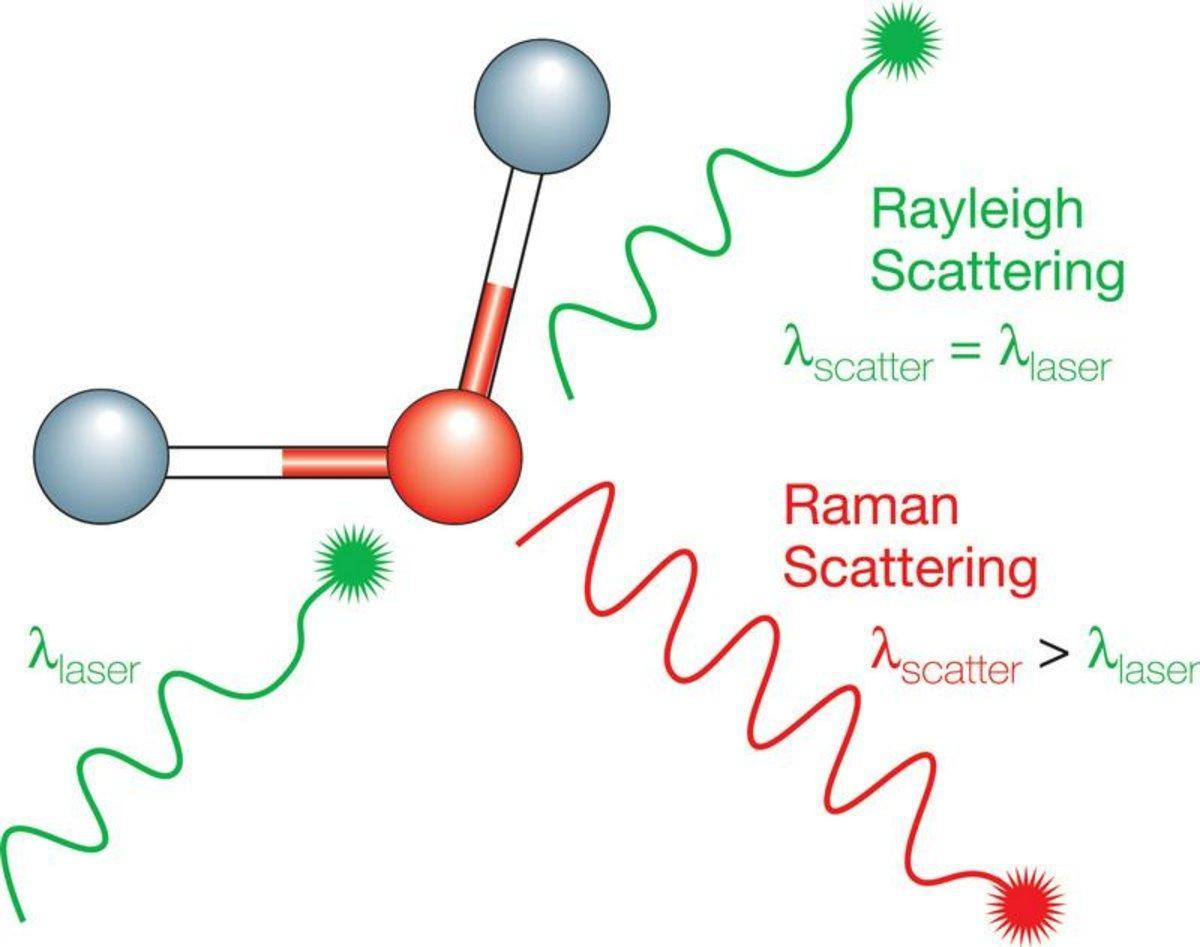 Rayleigh
Scattering
λscatter = λlaser
Raman
Scattering
λscatter > λlaser
λlaser